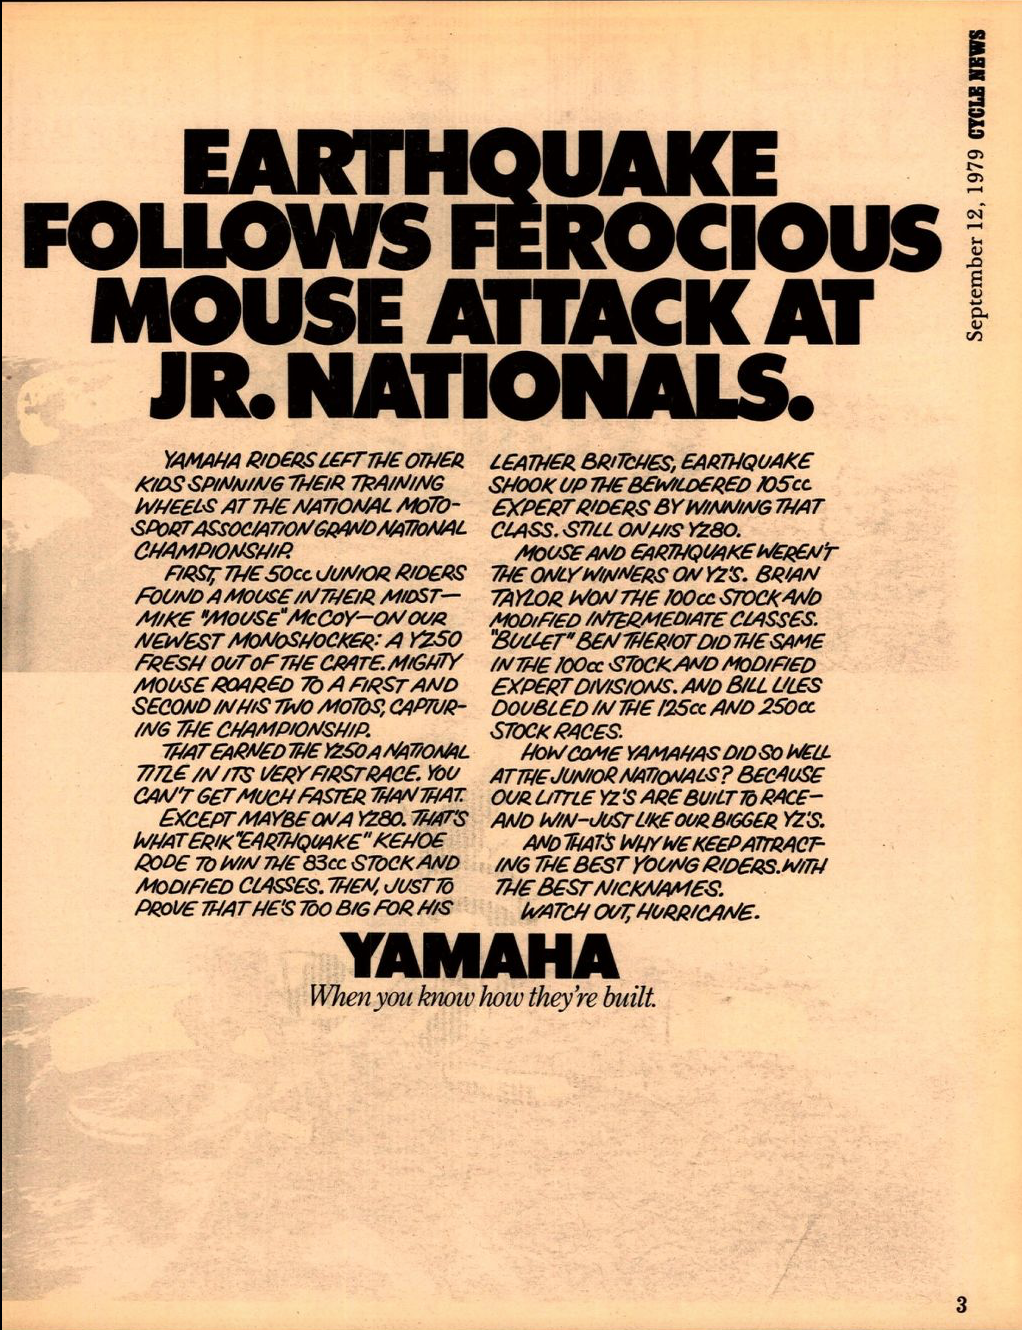 September 12, 1979 CYCLE NEWS
EARTHQUAKE
FOLLOWS FEROCIOUS
MOUSE ATTACK AT
JR. NATIONALS.
YAMAHA RIDERS LEFT THE OTHER
KIDS SPINNING THEIR TRAINING
WHEELS AT THE NATIONAL MOTO-
SPORT ASSOCIATION GRAND NATIONAL
CHAMPIONSHIP.
FIRST, THE 50cc JUNIOR RIDERS
FOUND A MOUSE IN THEIR MIDST—
MIKE "MOUSE" McCOY—ON OUR
NEWEST MONOSHOCKER: A YZ50
FRESH OUT OF THE CRATE. MIGHTY
MOUSE ROARED TO A FIRST AND
SECOND IN HIS TWO MOTOS, CAPTUR-
ING THE CHAMPIONSHIP.
THAT EARNED THE YZ50 A NATIONAL
TITLE IN ITS VERY FIRST RACE. YOU
CAN'T GET MUCH FASTER THAN THAT.
EXCEPT MAYBE ON A YZ80. THAT'S
WHAT ERIK "EARTHQUAKE" KEHOE
RODE TO WIN THE 83cc STOCK AND
MODIFIED CLASSES. THEN, JUST TO
PROVE THAT HE'S TOO BIG FOR HIS
LEATHER BRITCHES, EARTHQUAKE
SHOOK UP THE BEWILDERED 105cc
EXPERT RIDERS BY WINNING THAT
CLASS. STILL ON HIS YZ80.
MOUSE AND EARTHQUAKE WEREN'T
THE ONLY WINNERS ON YZ'S. BRIAN
TAYLOR WON THE 100cc STOCK AND
MODIFIED INTERMEDIATE CLASSES.
"BULLET" BEN THERIOT DID THE SAME
IN THE 100cc STOCK AND MODIFIED
EXPERT DIVISIONS. AND BILL LILES
DOUBLED IN THE 125cc AND 250cc
STOCK RACES.
HOW COME YAMAHAS DID SO WELL
AT THE JUNIOR NATIONALS? BECAUSE
OUR LITTLE YZ'S ARE BUILT TO RACE—
AND WIN—JUST LIKE OUR BIGGER YZ'S.
AND THAT'S WHY WE KEEP ATTRACT-
ING THE BEST YOUNG RIDERS. WITH
THE BEST NICKNAMES.
WATCH OUT, HURRICANE.
YAMAHA
When you know how they're built.
3